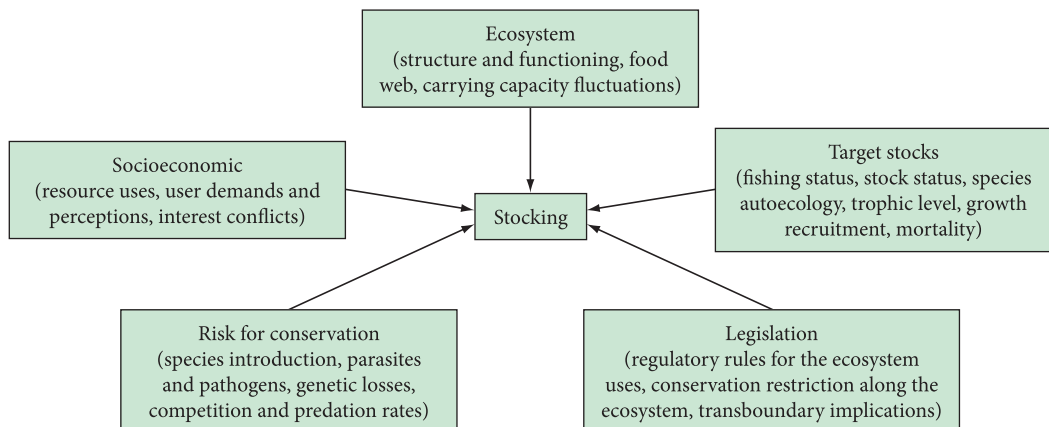 Ecosystem
(structure and functioning, food
web, carrying capacity fluctuations)
Socioeconomic
(resource uses, user demands and
perceptions, interest conflicts)
Target stocks
(fishing status, stock status, species
autoecology, trophic level, growth
recruitment, mortality)
Stocking
Risk for conservation
(species introduction, parasites
and pathogens, genetic losses,
competition and predation rates)
Legislation
(regulatory rules for the ecosystem
uses, conservation restriction along the
ecosystem, transboundary implications)